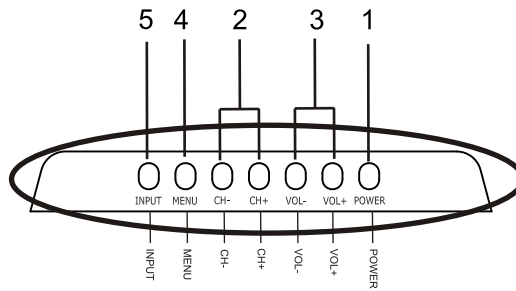 5 4 2 3 1
INPUT MENU CH- CH+ VOL- VOL+ POWER
INPUT
MENU
CH-
CH+
VOL-
VOL+
POWER